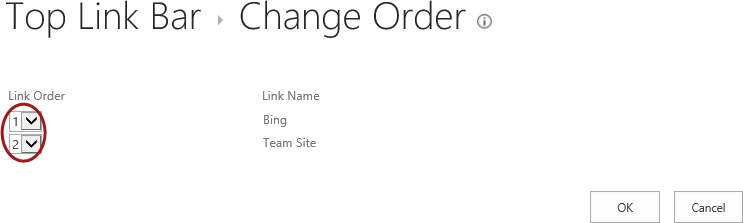 Top Link Bar › Change Order
Link Order Link Name
1 Bing
2 Team Site
OK Cancel